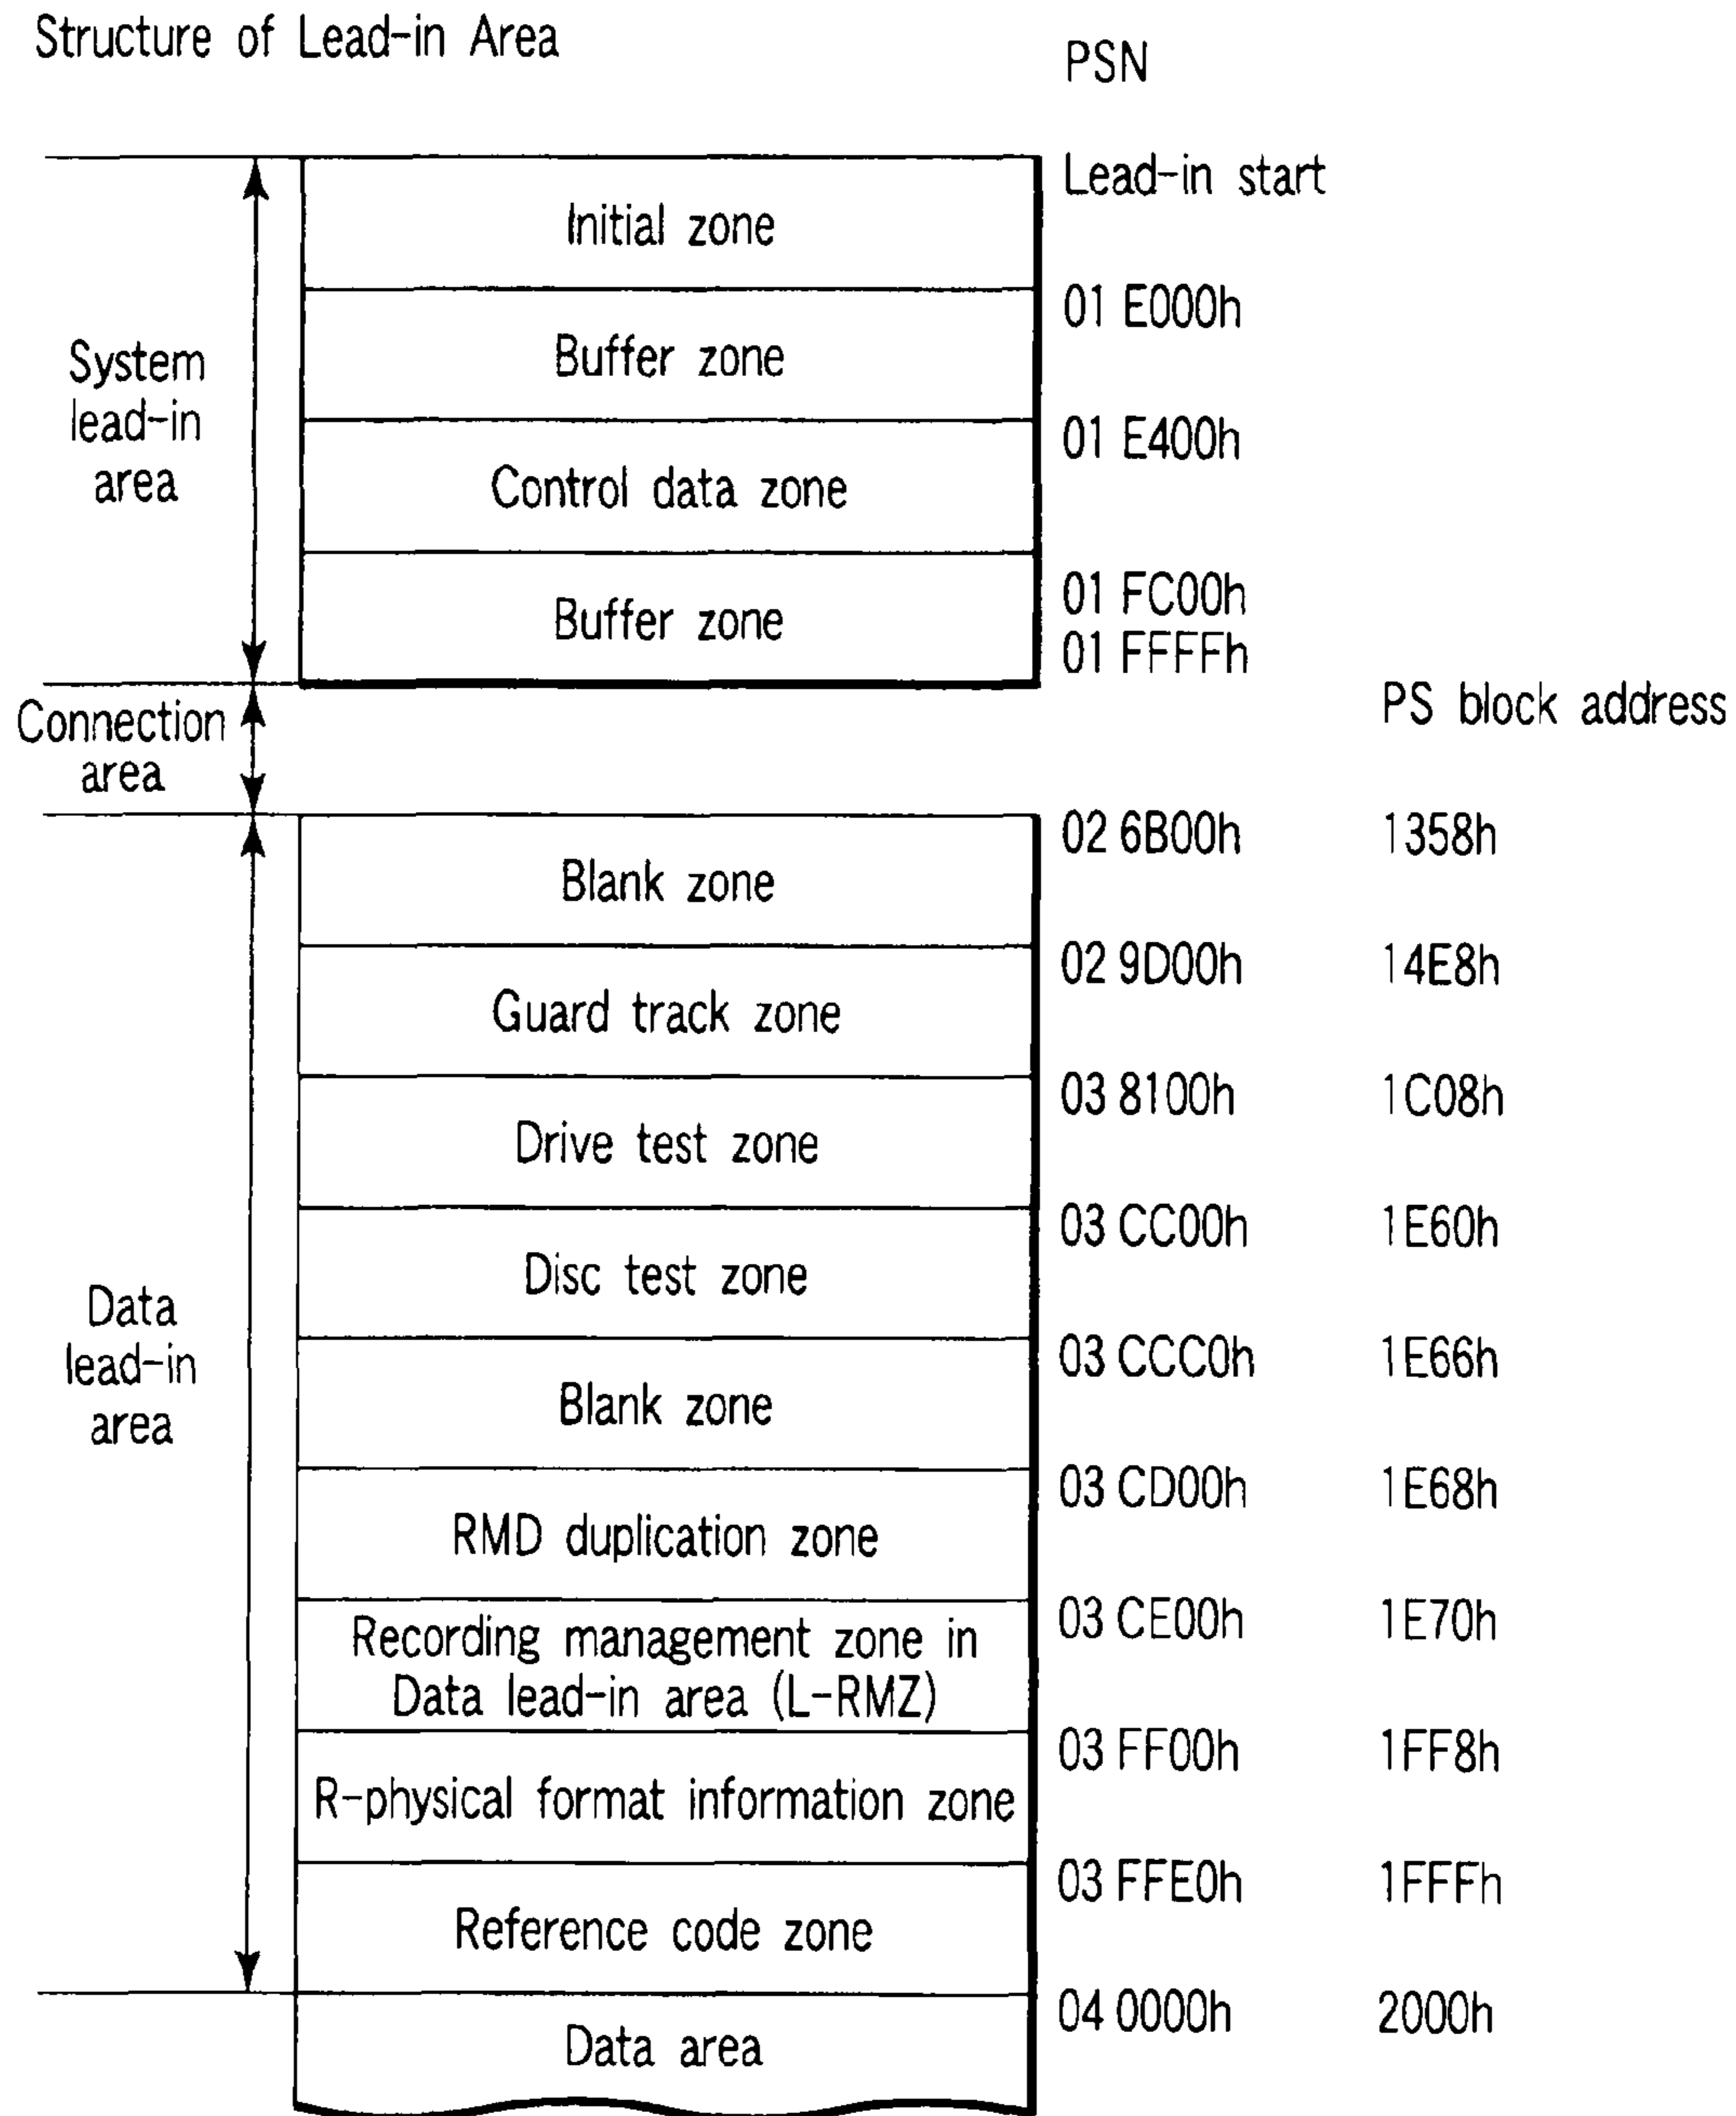 Structure of Lead-in Area
PSN
Lead-in start
Initial zone
01 E000h
Buffer zone
System
lead-in
area
01 E400h
Control data zone
01 FC00h
Buffer zone
01 FFFFh
PS block address
Connection
area
02 6B00h 1358h
Blank zone
02 9D00h 14E8h
Guard track zone
03 8100h 1C08h
Drive test zone
03 CC00h 1E60h
Disc test zone
Data
lead-in
area
03 CCC0h 1E66h
Blank zone
03 CD00h 1E68h
RMD duplication zone
03 CE00h 1E70h
Recording management zone in
Data lead-in area (L-RMZ)
03 FF00h 1FF8h
R-physical format information zone
03 FFE0h 1FFFh
Reference code zone
04 0000h 2000h
Data area